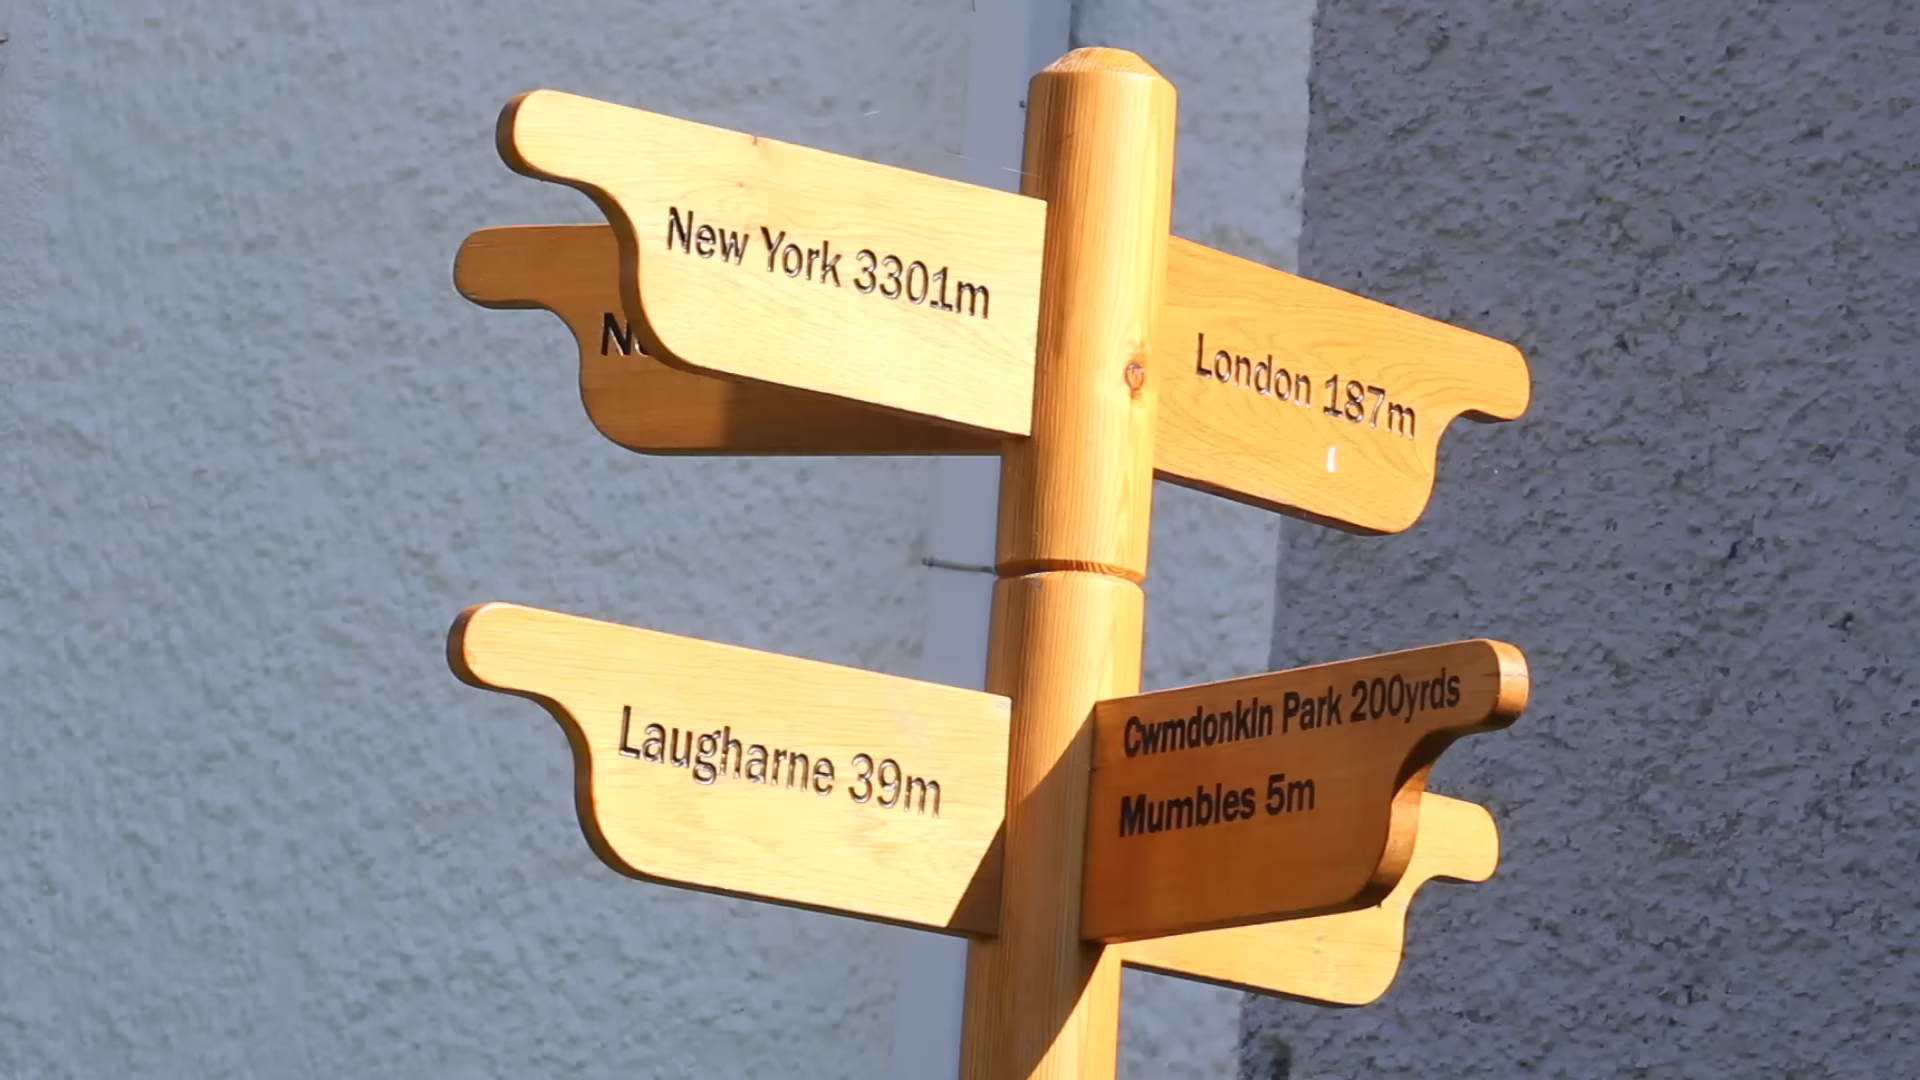 New York 3301m
London 187m
Laugharne 39m
Cwmdonkin Park 200yrds
Mumbles 5m